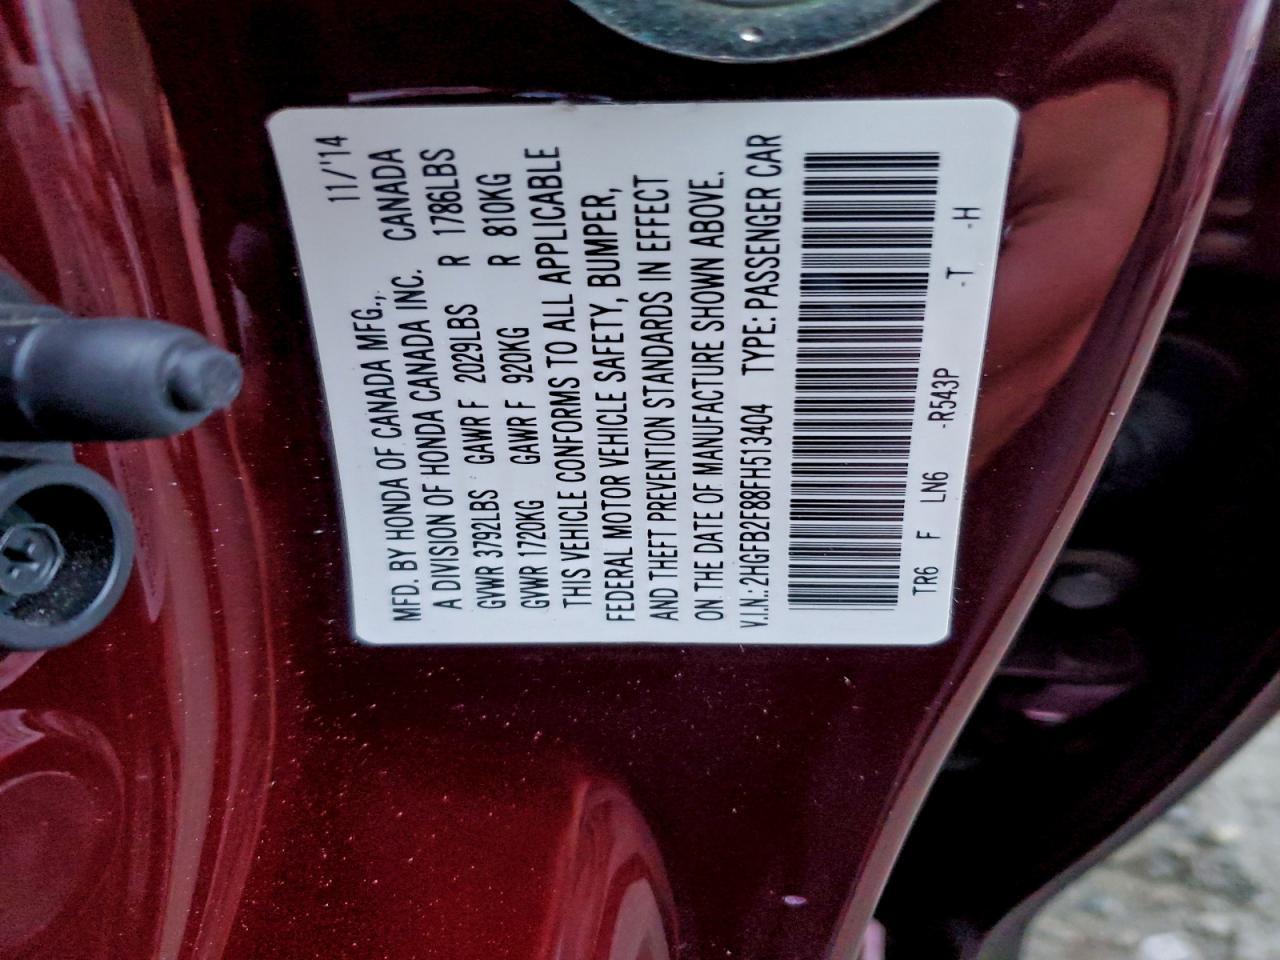 11/'14
MFD. BY HONDA OF CANADA MFG.,
A DIVISION OF HONDA CANADA INC. CANADA
GVWR 3792LBS GAWR F 2029LBS R 1786LBS
GVWR 1720KG GAWR F 920KG R 810KG
THIS VEHICLE CONFORMS TO ALL APPLICABLE
FEDERAL MOTOR VEHICLE SAFETY, BUMPER,
AND THEFT PREVENTION STANDARDS IN EFFECT
ON THE DATE OF MANUFACTURE SHOWN ABOVE.
V.I.N.:2HGFB2F88FH513404 TYPE: PASSENGER CAR
TR6 F LN6 -R543P -T -H